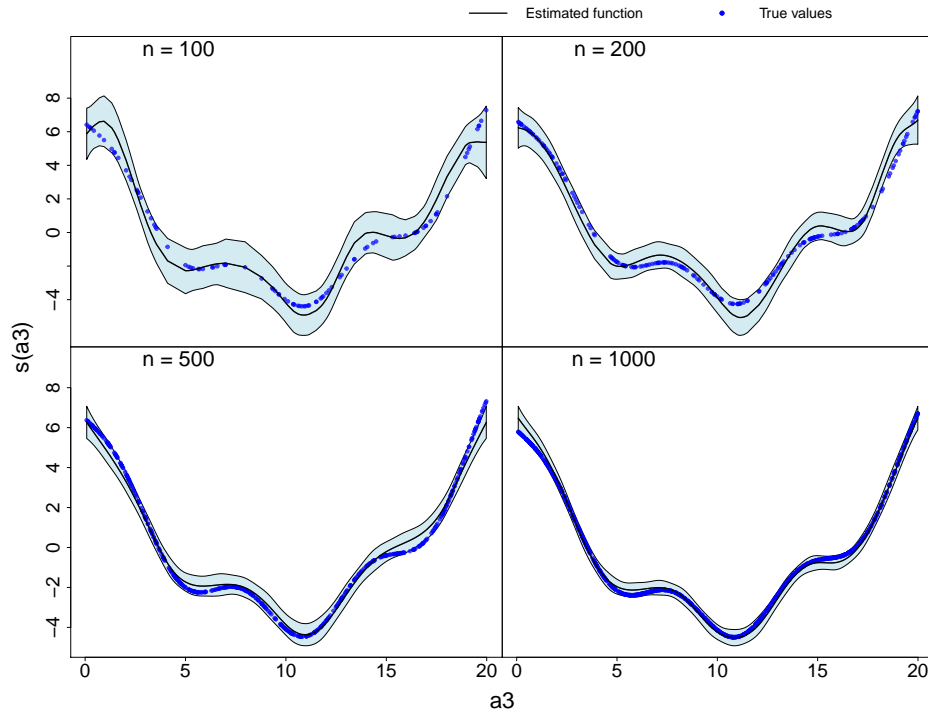 Estimated function
True values
n = 100
n = 200
8
6
4
2
0
−4
n = 500
n = 1000
8
6
4
2
0
−2
−4
0 5 10 15 20
0 5 10 15 20
s(a3)
a3